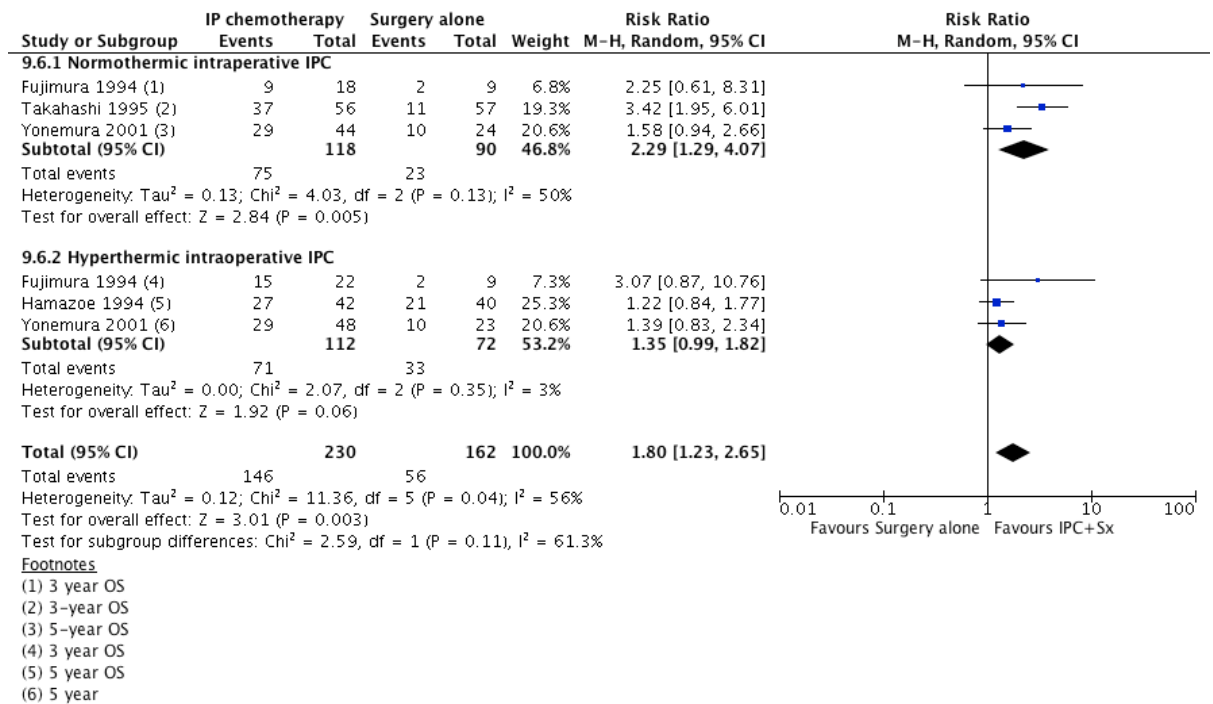 IP chemotherapy Surgery alone Risk Ratio Risk Ratio
Study or Subgroup Events Total Events Total Weight M-H, Random, 95% CI M-H, Random, 95% CI
9.6.1 Normothermic intraperative IPC
Fujimura 1994 (1) 9 18 2 9 6.8% 2.25 [0.61, 8.31]
Takahashi 1995 (2) 37 56 11 57 19.3% 3.42 [1.95, 6.01]
Yonemura 2001 (3) 29 44 10 24 20.6% 1.58 [0.94, 2.66]
Subtotal (95% CI) 118 90 46.8% 2.29 [1.29, 4.07]
Total events 75 23
Heterogeneity: Tau² = 0.13; Chi² = 4.03, df = 2 (P = 0.13); I² = 50%
Test for overall effect: Z = 2.84 (P = 0.005)
9.6.2 Hyperthermic intraoperative IPC
Fujimura 1994 (4) 15 22 2 9 7.3% 3.07 [0.87, 10.76]
Hamazoe 1994 (5) 27 42 21 40 25.3% 1.22 [0.84, 1.77]
Yonemura 2001 (6) 29 48 10 23 20.6% 1.39 [0.83, 2.34]
Subtotal (95% CI) 112 72 53.2% 1.35 [0.99, 1.82]
Total events 71 33
Heterogeneity: Tau² = 0.00; Chi² = 2.07, df = 2 (P = 0.35); I² = 3%
Test for overall effect: Z = 1.92 (P = 0.06)
Total (95% CI) 230 162 100.0% 1.80 [1.23, 2.65]
Total events 146 56
Heterogeneity: Tau² = 0.12; Chi² = 11.36, df = 5 (P = 0.04); I² = 56%
Test for overall effect: Z = 3.01 (P = 0.003)
Test for subgroup differences: Chi² = 2.59, df = 1 (P = 0.11), I² = 61.3%
0.01 0.1 1 10 100
Favours Surgery alone Favours IPC+Sx
Footnotes
(1) 3 year OS
(2) 3-year OS
(3) 5-year OS
(4) 3 year OS
(5) 5 year OS
(6) 5 year